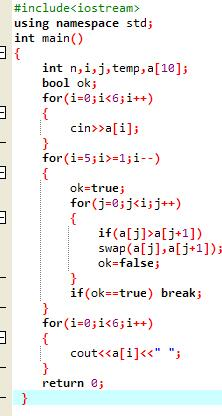 #include<iostream>
using namespace std;
int main()
{
int n,i,j,temp,a[10];
bool ok;
for(i=0;i<6;i++)
{
cin>>a[i];
}
for(i=5;i>=1;i--)
{
ok=true;
for(j=0;j<i;j++)
{
if(a[j]>a[j+1])
swap(a[j],a[j+1]);
ok=false;
}
if(ok==true) break;
}
for(i=0;i<6;i++)
{
cout<<a[i]<<" ";
}
return 0;
}